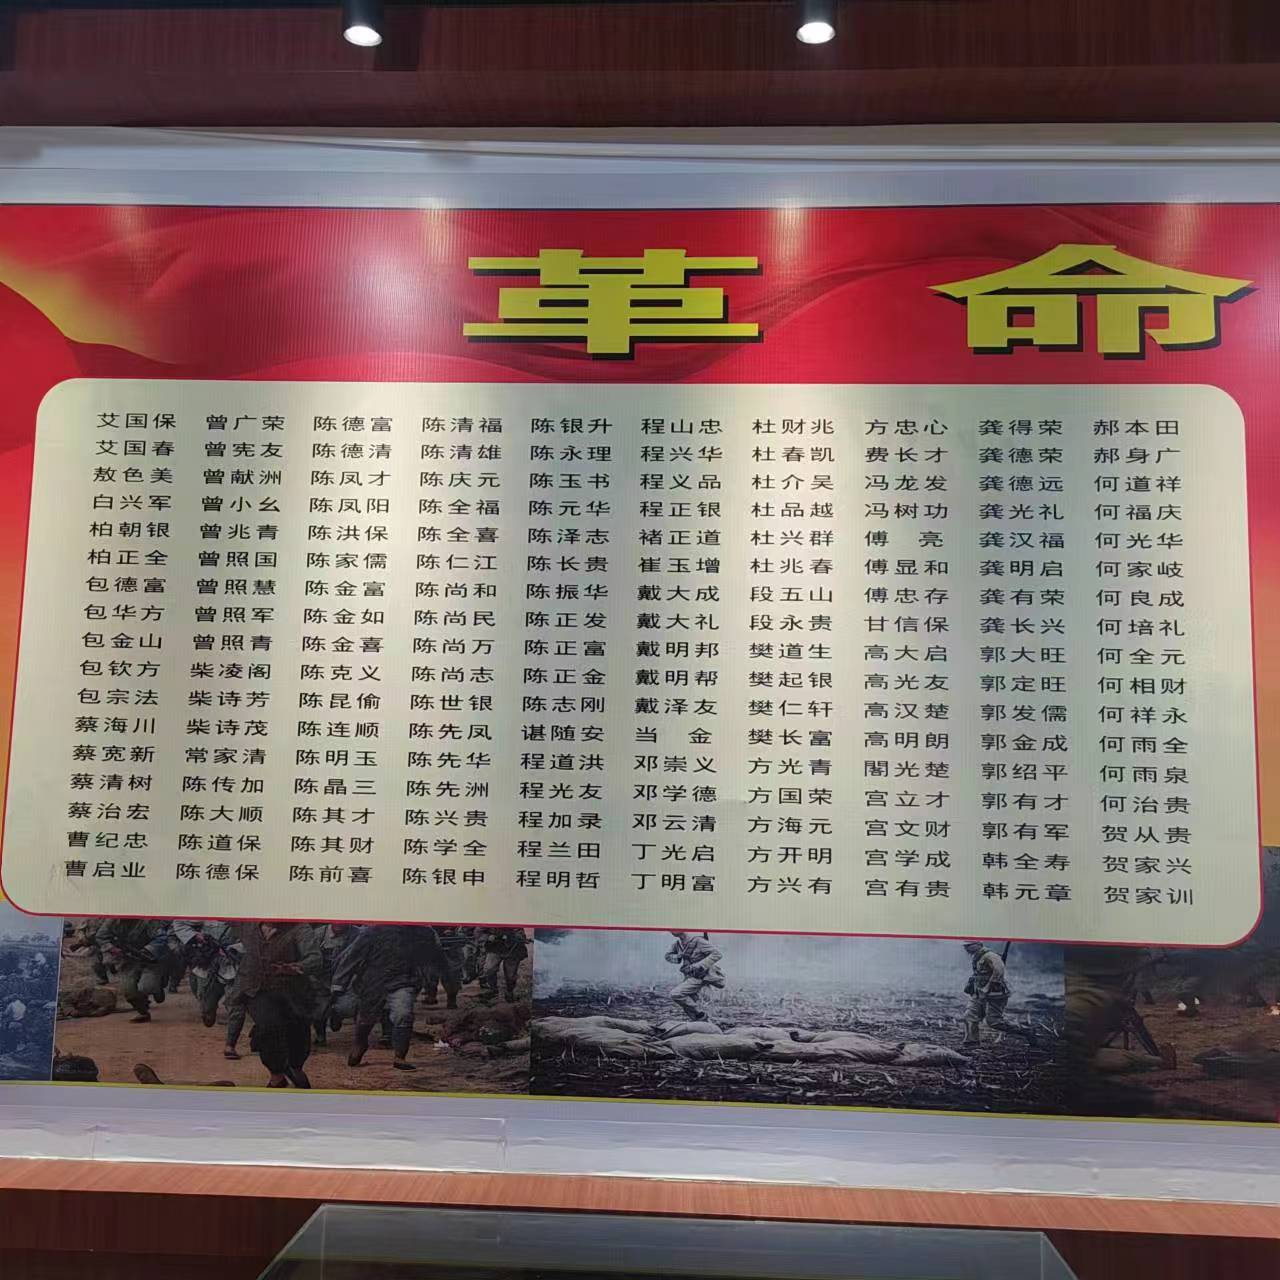 革命
艾国保 曾广荣 陈德富 陈清福 陈银升 程山忠 杜财兆 方忠心 龚得荣 郝本田
艾国春 曾宪友 陈德清 陈清雄 陈永理 程兴华 杜春凯 费长才 龚德荣 郝身广
敖色美 曾献洲 陈凤才 陈庆元 陈玉书 程义品 杜介吴 冯龙发 龚德远 何道祥
白兴军 曾小幺 陈凤阳 陈全福 陈元华 程正银 杜品越 冯树功 龚光礼 何福庆
柏朝银 曾兆青 陈洪保 陈全喜 陈泽志 褚正道 杜兴群 傅亮 龚汉福 何光华
柏正全 曾照国 陈家儒 陈仁江 陈长贵 崔玉增 杜兆春 傅显和 龚明启 何家岐
包德富 曾照慧 陈金富 陈尚和 陈振华 戴大成 段五山 傅忠存 龚有荣 何良成
包华方 曾照军 陈金如 陈尚民 陈正发 戴大礼 段永贵 甘信保 龚长兴 何培礼
包金山 曾照青 陈金喜 陈尚万 陈正富 戴明邦 樊道生 高大启 郭大旺 何全元
包钦方 柴凌阁 陈克义 陈尚志 陈正金 戴明帮 樊起银 高光友 郭定旺 何相财
包宗法 柴诗芳 陈昆偷 陈世银 陈志刚 戴泽友 樊仁轩 高汉楚 郭发儒 何祥永
蔡海川 柴诗茂 陈连顺 陈先凤 谌随安 当金 樊长富 高明朗 郭金成 何雨全
蔡宽新 常家清 陈明玉 陈先华 程道洪 邓崇义 方光青 閤光楚 郭绍平 何雨泉
蔡清树 陈传加 陈晶三 陈先洲 程光友 邓学德 方国荣 宫立才 郭有才 何治贵
蔡治宏 陈大顺 陈其才 陈兴贵 程加录 邓云清 方海元 宫文财 郭有军 贺从贵
曹纪忠 陈道保 陈其财 陈学全 程兰田 丁光启 方开明 宫学成 韩全寿 贺家兴
曹启业 陈德保 陈前喜 陈银申 程明哲 丁明富 方兴有 宫有贵 韩元章 贺家训